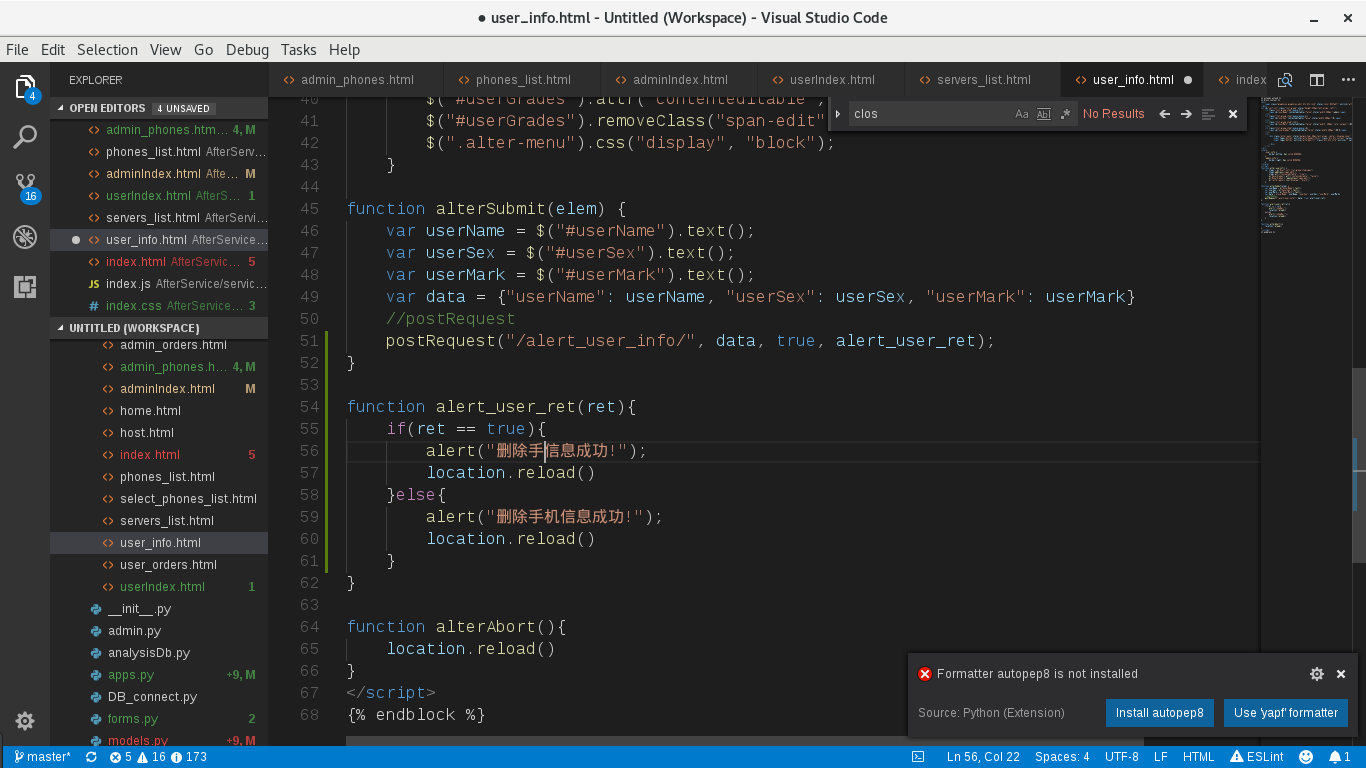 ● user_info.html - Untitled (Workspace) - Visual Studio Code
File Edit Selection View Go Debug Tasks Help
EXPLORER
admin_phones.html phones_list.html adminIndex.html userIndex.html servers_list.html user_info.html ● index
OPEN EDITORS 4 UNSAVED
admin_phones.htm... 4, M
phones_list.html AfterServ...
adminIndex.html Afte... M
userIndex.html AfterS... 1
servers_list.html AfterServi...
user_info.html AfterService...
index.html AfterServic... 5
index.js AfterService/servic...
index.css AfterService... 3
UNTITLED (WORKSPACE)
admin_orders.html
admin_phones.h... 4, M
adminIndex.html M
home.html
host.html
index.html 5
phones_list.html
select_phones_list.html
servers_list.html
user_info.html
user_orders.html
userIndex.html 1
__init__.py
admin.py
analysisDb.py
apps.py +9, M
DB_connect.py
forms.py 2
models.py +9, M
4
16
clos Aa Abl .* No Results
40 $("#userGrades").attr("contenteditable",
41 $("#userGrades").removeClass("span-edit"
42 $(".alter-menu").css("display", "block");
43 }
44
45 function alterSubmit(elem) {
46 var userName = $("#userName").text();
47 var userSex = $("#userSex").text();
48 var userMark = $("#userMark").text();
49 var data = {"userName": userName, "userSex": userSex, "userMark": userMark}
50 //postRequest
51 postRequest("/alert_user_info/", data, true, alert_user_ret);
52 }
53
54 function alert_user_ret(ret){
55 if(ret == true){
56 alert("删除手信息成功!");
57 location.reload()
58 }else{
59 alert("删除手机信息成功!");
60 location.reload()
61 }
62 }
63
64 function alterAbort(){
65 location.reload()
66 }
67 </script>
68 {% endblock %}
Formatter autopep8 is not installed
Source: Python (Extension) Install autopep8 Use 'yapf' formatter
master* 5 16 173 Ln 56, Col 22 Spaces: 4 UTF-8 LF HTML ESLint 1